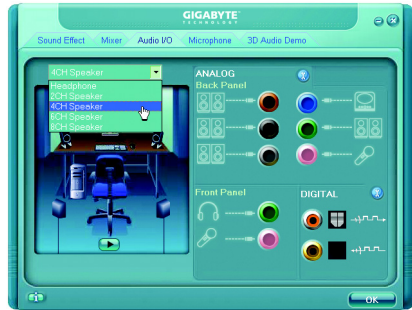 GIGABYTE
TECHNOLOGY
Sound Effect
Mixer
Audio I/O
Microphone
3D Audio Demo
4CH Speaker
Headphone
2CH Speaker
4CH Speaker
6CH Speaker
8CH Speaker
ANALOG
Back Panel
Front Panel
DIGITAL
OK